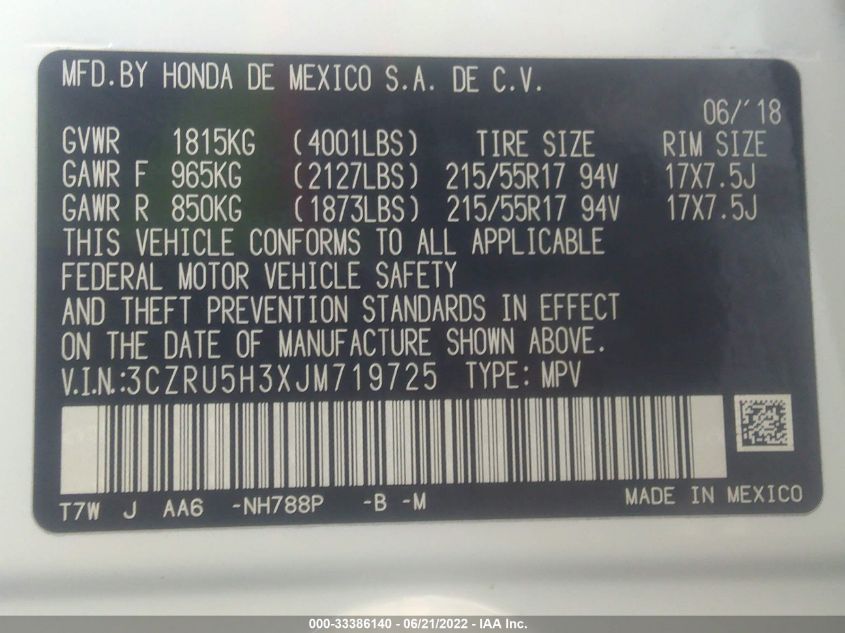 MFD.BY HONDA DE MEXICO S.A. DE C.V.
06/'18
GVWR 1815KG (4001LBS) TIRE SIZE RIM SIZE
GAWR F 965KG (2127LBS) 215/55R17 94V 17X7.5J
GAWR R 850KG (1873LBS) 215/55R17 94V 17X7.5J
THIS VEHICLE CONFORMS TO ALL APPLICABLE
FEDERAL MOTOR VEHICLE SAFETY
AND THEFT PREVENTION STANDARDS IN EFFECT
ON THE DATE OF MANUFACTURE SHOWN ABOVE.
V.I.N.:3CZRU5H3XJM719725 TYPE: MPV
T7W J AA6 -NH788P -B -M MADE IN MEXICO
000-33386140 - 06/21/2022 - IAA Inc.